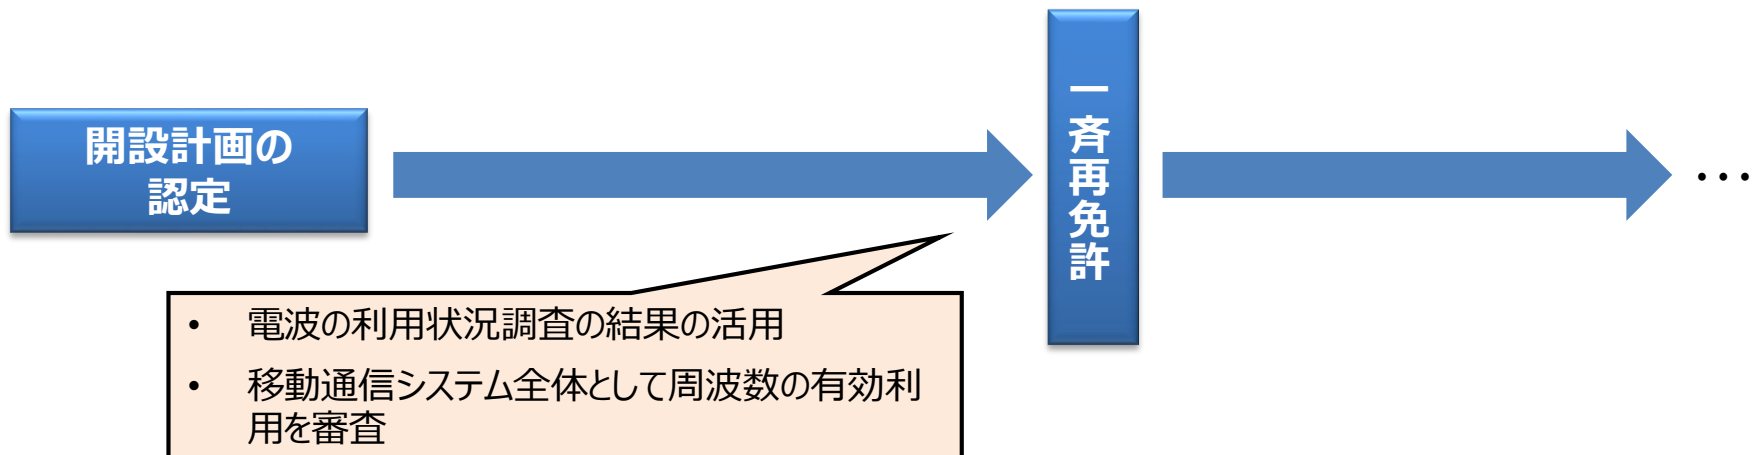 開設計画の
認定
一斉再免許
･･･
• 電波の利用状況調査の結果の活用
• 移動通信システム全体として周波数の有効利
用を審査